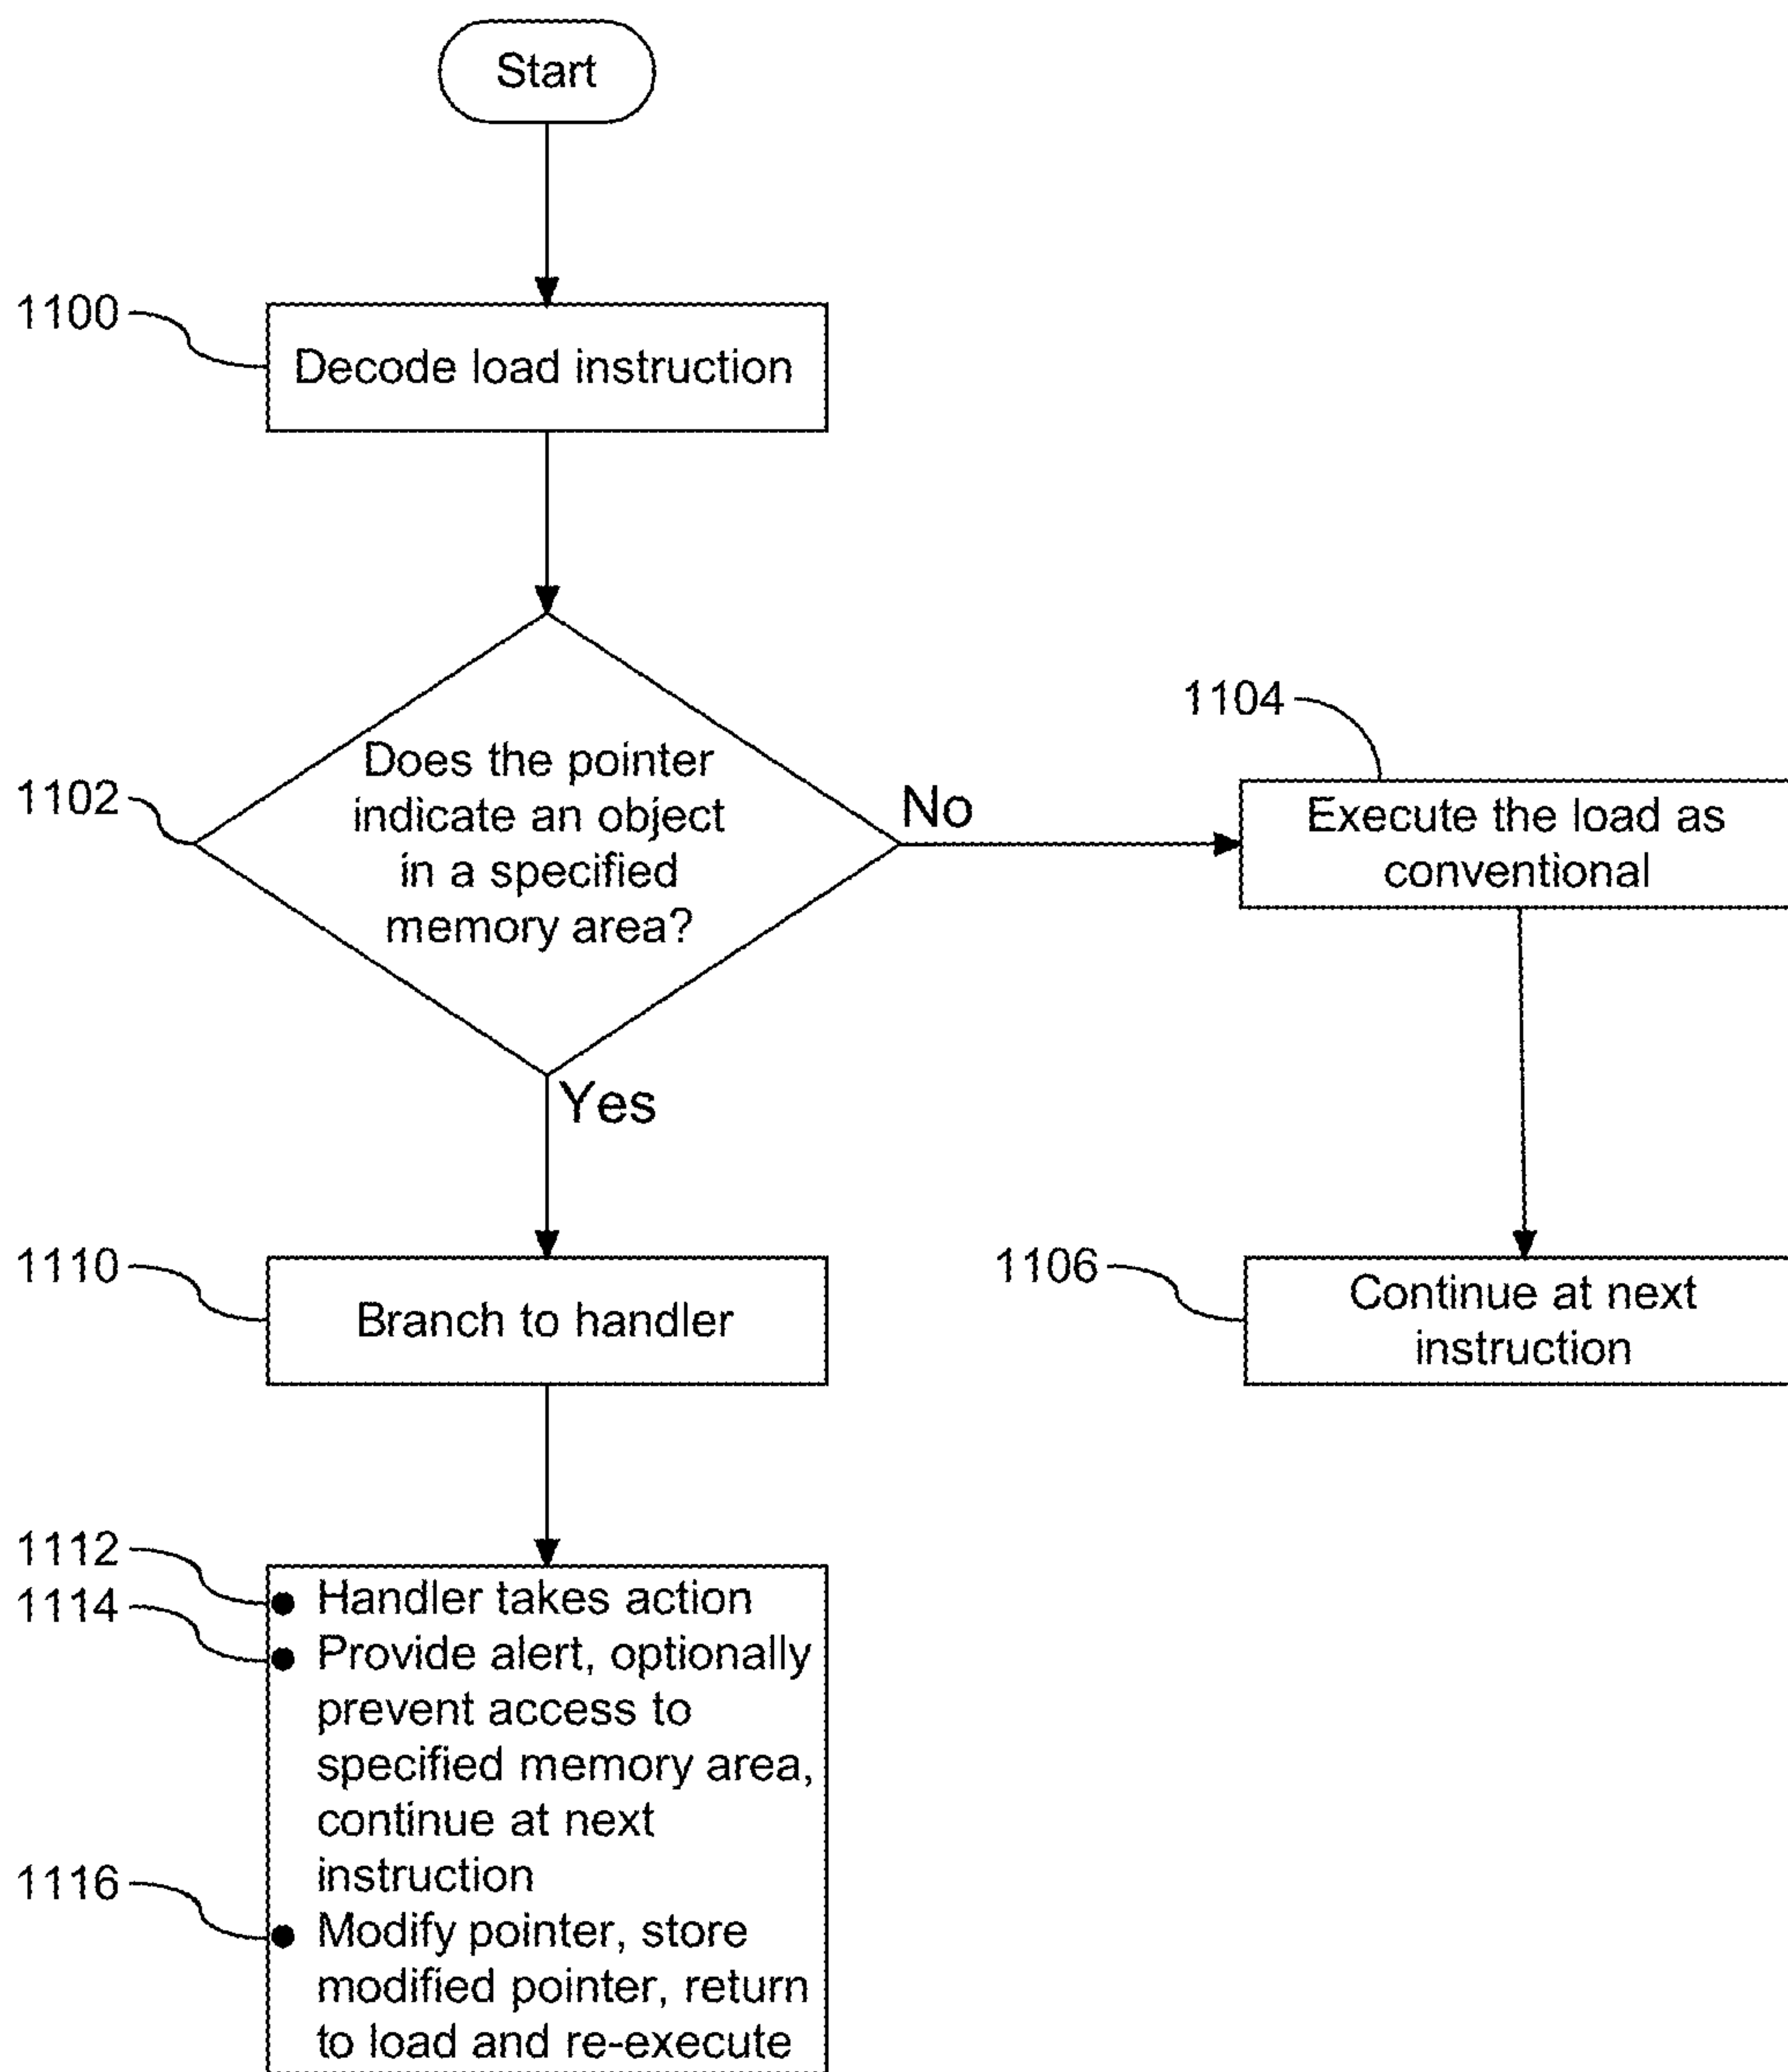 Start
1100
Decode load instruction
1102
Does the pointer
indicate an object
in a specified
memory area?
No
1104
Execute the load as
conventional
Yes
1110
Branch to handler
1106
Continue at next
instruction
1112
● Handler takes action
1114
● Provide alert, optionally
prevent access to
specified memory area,
continue at next
instruction
1116
● Modify pointer, store
modified pointer, return
to load and re-execute